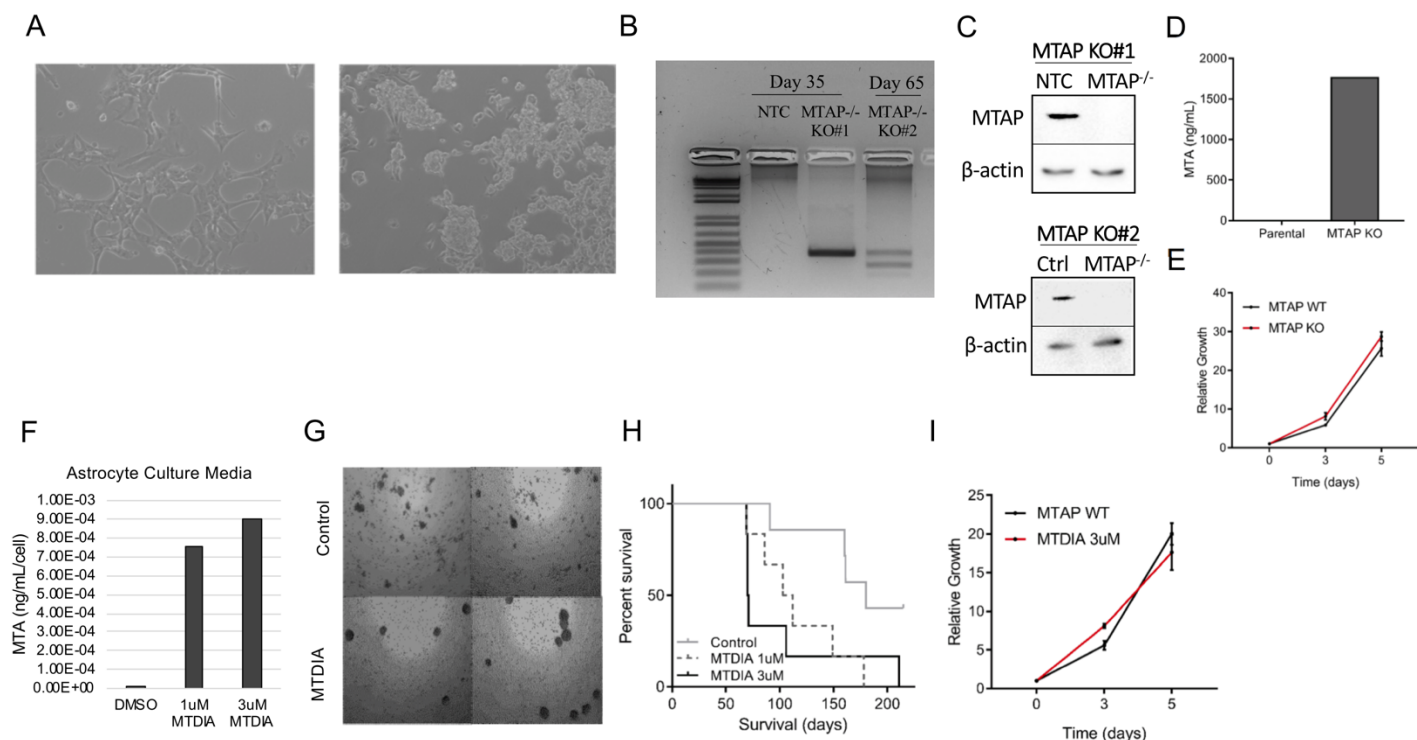 A
B
Day 35
Day 65
NTC
MTAP-/-
KO#1
MTAP-/-
KO#2
C
MTAP KO#1
NTC MTAP-/-
MTAP
β-actin
MTAP KO#2
Ctrl MTAP-/-
MTAP
β-actin
D
MTA (ng/mL)
2000
1500
1000
500
0
Parental
MTAP KO
E
Relative Growth
40
30
20
10
0
MTAP WT
MTAP KO
0
3
5
Time (days)
F
Astrocyte Culture Media
MTA (ng/mL/cell)
1.00E-03
9.00E-04
8.00E-04
7.00E-04
6.00E-04
5.00E-04
4.00E-04
3.00E-04
2.00E-04
1.00E-04
0.00E+00
DMSO
1uM
MTDIA
3uM
MTDIA
G
Control
MTDIA
H
Percent survival
100
50
0
Control
MTDIA 1uM
MTDIA 3uM
0
50
100
150
200
Survival (days)
I
Relative Growth
25
20
15
10
5
0
MTAP WT
MTDIA 3uM
0
3
5
Time (days)